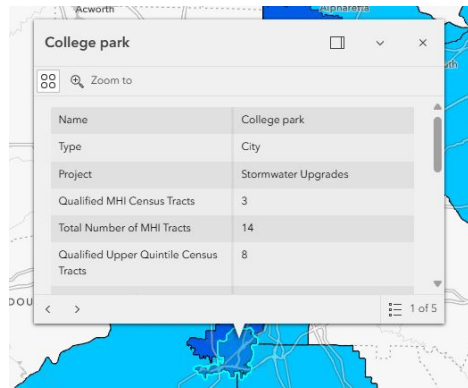 Acworth
Alpharetta
College park
Zoom to
Name College park
Type City
Project Stormwater Upgrades
Qualified MHI Census Tracts 3
Total Number of MHI Tracts 14
Qualified Upper Quintile Census 8
Tracts
1 of 5
DOU